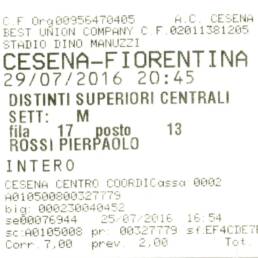 C.F Org00956470405 A.C. CESENA
BEST UNION COMPANY C.F.02011381205
STADIO DINO MANUZZI
CESENA-FIORENTINA
29/07/2016 20:45
DISTINTI SUPERIORI CENTRALI
SETT: M
fila 17 posto 13
ROSSI PIERPAOLO
INTERO
CESENA CENTRO COORDICassa 0002
A010500800327779
big: 000230040452
se00076944 25/07/2016 16:54
sc:A0105008 pr: 00327779 sf:EF4CDE7
Corr. 7,00 prev. 2,00 Tot.